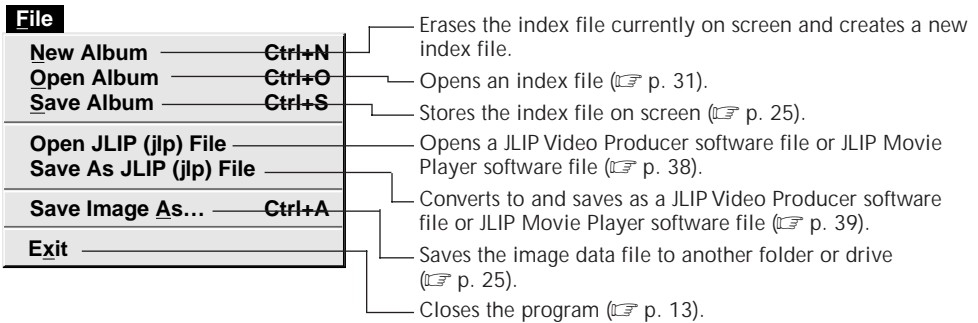 File
New Album Ctrl+N
Open Album Ctrl+O
Save Album Ctrl+S
Open JLIP (jlp) File
Save As JLIP (jlp) File
Save Image As... Ctrl+A
Exit
Erases the index file currently on screen and creates a new
index file.
Opens an index file (☞ p. 31).
Stores the index file on screen (☞ p. 25).
Opens a JLIP Video Producer software file or JLIP Movie
Player software file (☞ p. 38).
Converts to and saves as a JLIP Video Producer software
file or JLIP Movie Player software file (☞ p. 39).
Saves the image data file to another folder or drive
(☞ p. 25).
Closes the program (☞ p. 13).